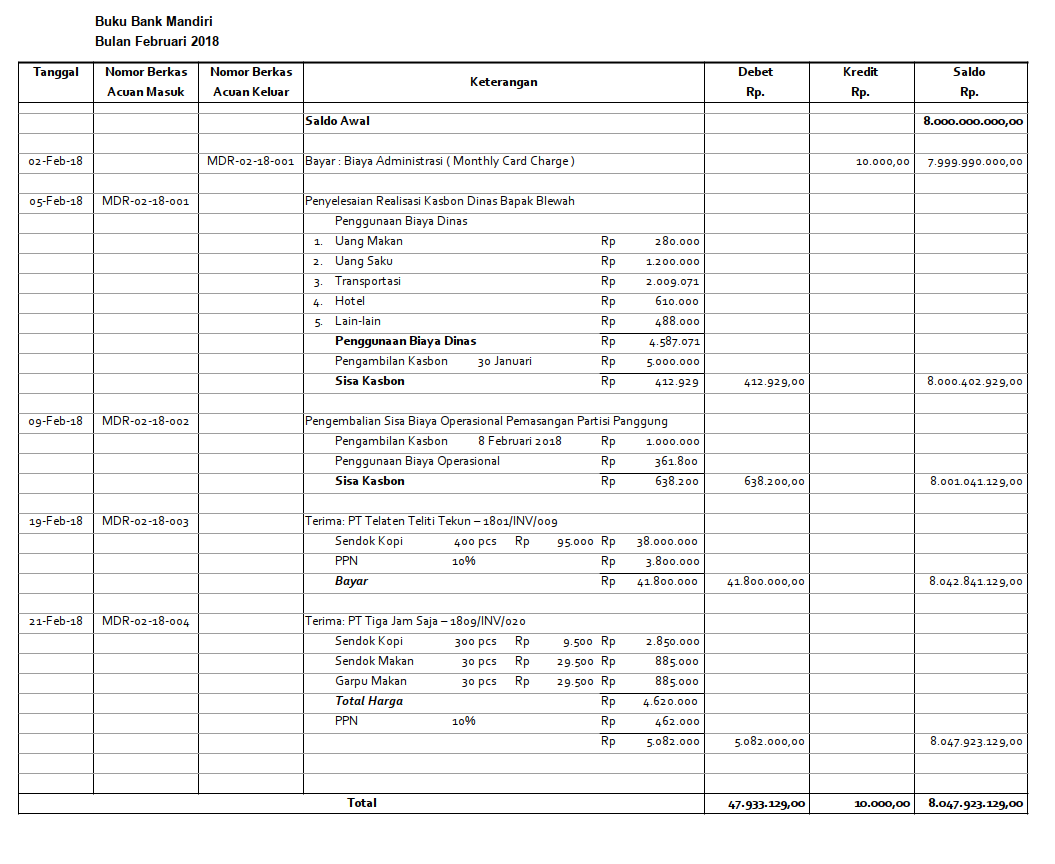 Buku Bank Mandiri
Bulan Februari 2018
Tanggal Nomor Berkas Acuan Masuk Nomor Berkas Acuan Keluar Keterangan Debet Rp. Kredit Rp. Saldo Rp.
Saldo Awal 8.000.000.000,00
02-Feb-18 MDR-02-18-001 Bayar : Biaya Administrasi ( Monthly Card Charge ) 10.000,00 7.999.990.000,00
05-Feb-18 MDR-02-18-001 Penyelesaian Realisasi Kasbon Dinas Bapak Blewah
Penggunaan Biaya Dinas
1. Uang Makan Rp 280.000
2. Uang Saku Rp 1.200.000
3. Transportasi Rp 2.009.071
4. Hotel Rp 610.000
5. Lain-lain Rp 488.000
Penggunaan Biaya Dinas Rp 4.587.071
Pengambilan Kasbon 30 Januari Rp 5.000.000
Sisa Kasbon Rp 412.929 412.929,00 8.000.402.929,00
09-Feb-18 MDR-02-18-002 Pengembalian Sisa Biaya Operasional Pemasangan Partisi Panggung
Pengambilan Kasbon 8 Februari 2018 Rp 1.000.000
Penggunaan Biaya Operasional Rp 361.800
Sisa Kasbon Rp 638.200 638.200,00 8.001.041.129,00
19-Feb-18 MDR-02-18-003 Terima: PT Telaten Teliti Tekun – 1801/INV/009
Sendok Kopi 400 pcs Rp 95.000 Rp 38.000.000
PPN 10% Rp 3.800.000
Bayar Rp 41.800.000 41.800.000,00 8.042.841.129,00
21-Feb-18 MDR-02-18-004 Terima: PT Tiga Jam Saja – 1809/INV/020
Sendok Kopi 300 pcs Rp 9.500 Rp 2.850.000
Sendok Makan 30 pcs Rp 29.500 Rp 885.000
Garpu Makan 30 pcs Rp 29.500 Rp 885.000
Total Harga Rp 4.620.000
PPN 10% Rp 462.000
Rp 5.082.000 5.082.000,00 8.047.923.129,00
Total 47.933.129,00 10.000,00 8.047.923.129,00